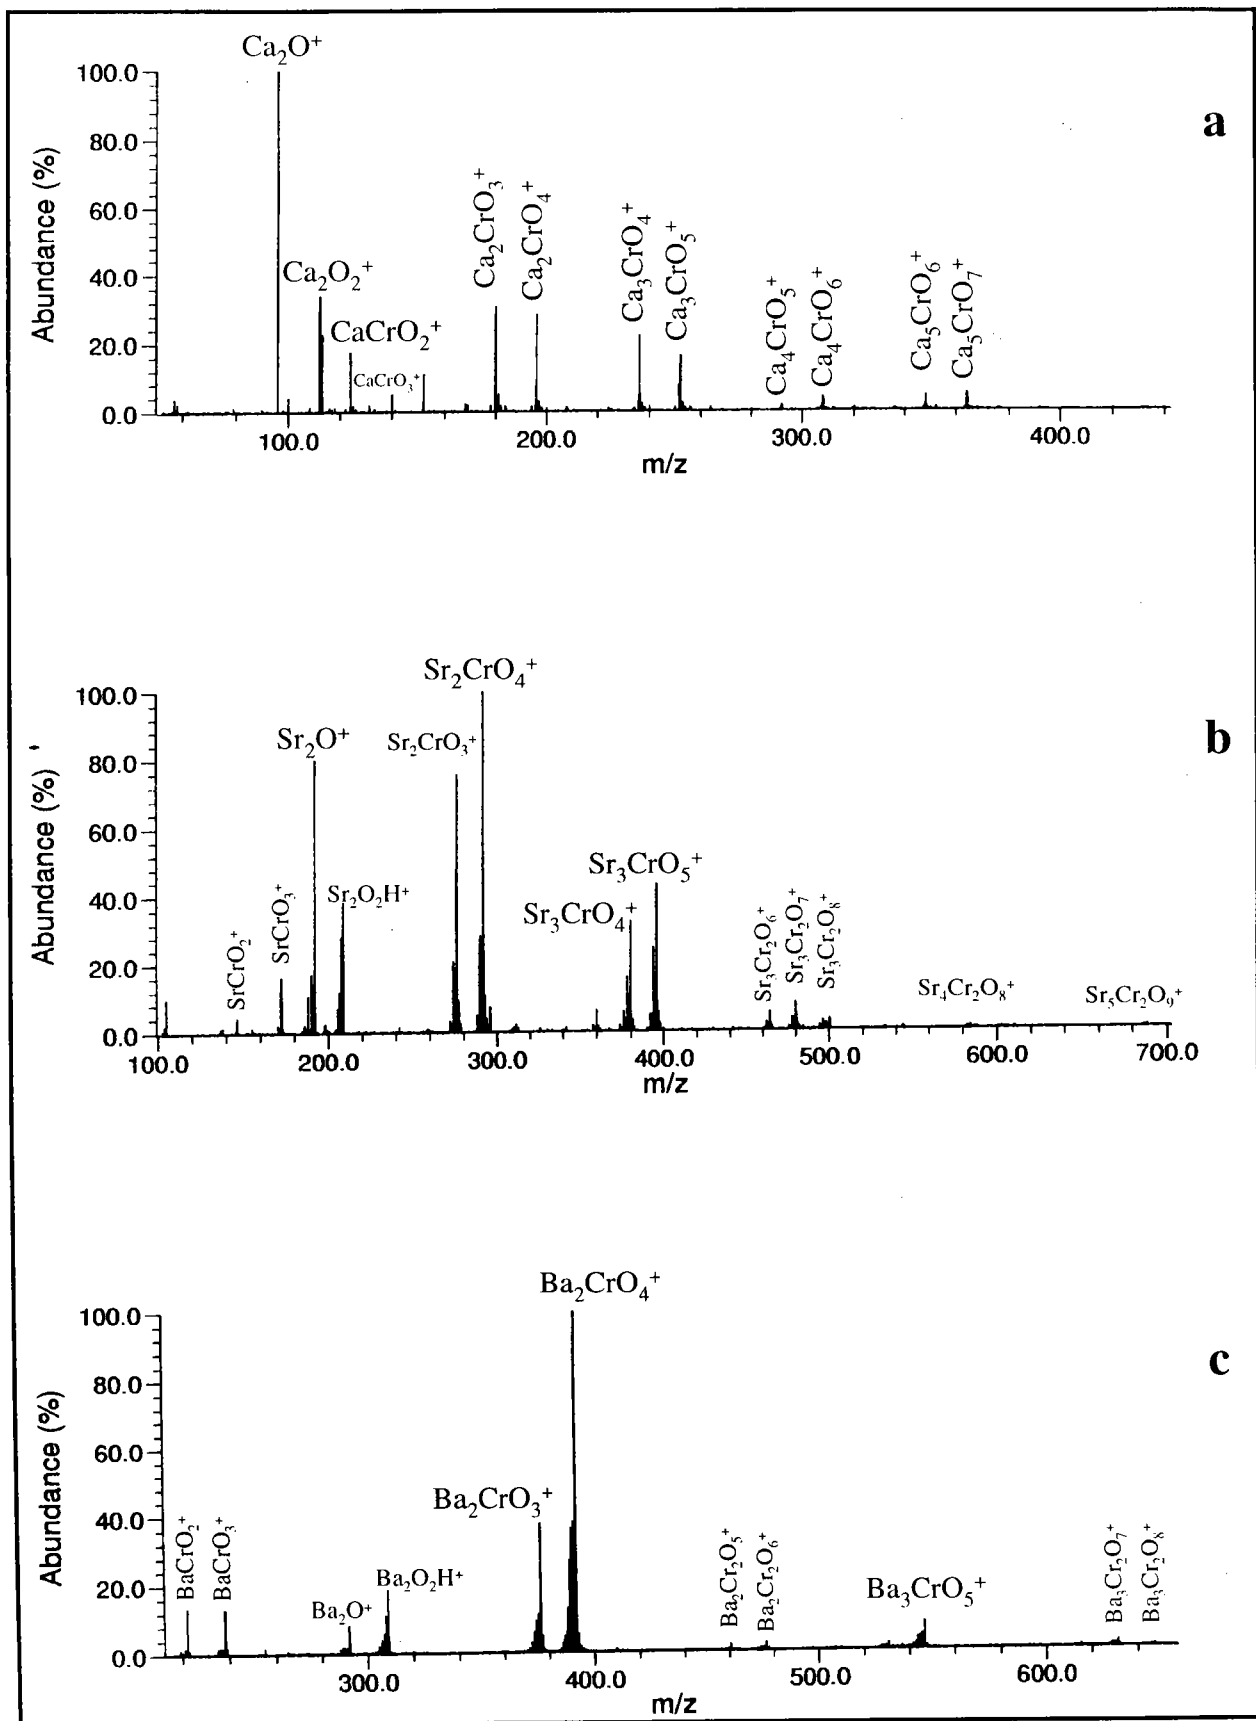 Ca₂O⁺
a
100.0
80.0
60.0
40.0
20.0
0.0
Abundance (%)
Ca₂O₂⁺
CaCrO₂⁺
CaCrO₃⁺
Ca₂CrO₃⁺
Ca₂CrO₄⁺
Ca₃CrO₄⁺
Ca₃CrO₅⁺
Ca₄CrO₅⁺
Ca₄CrO₆⁺
Ca₅CrO₆⁺
Ca₅CrO₇⁺
100.0 200.0 300.0 400.0
m/z
b
100.0
80.0
60.0
40.0
20.0
0.0
Abundance (%)
SrCrO₂⁺
SrCrO₃⁺
Sr₂O⁺
Sr₂O₂H⁺
Sr₂CrO₃⁺
Sr₂CrO₄⁺
Sr₃CrO₄⁺
Sr₃CrO₅⁺
Sr₃Cr₂O₆⁺
Sr₃Cr₂O₇⁺
Sr₃Cr₂O₈⁺
Sr₄Cr₂O₈⁺
Sr₅Cr₂O₉⁺
100.0 200.0 300.0 400.0 500.0 600.0 700.0
m/z
c
100.0
80.0
60.0
40.0
20.0
0.0
Abundance (%)
BaCrO₂⁺
BaCrO₃⁺
Ba₂O⁺
Ba₂O₂H⁺
Ba₂CrO₃⁺
Ba₂CrO₄⁺
Ba₂Cr₂O₅⁺
Ba₂Cr₂O₆⁺
Ba₃CrO₅⁺
Ba₃Cr₂O₇⁺
Ba₃Cr₂O₈⁺
300.0 400.0 500.0 600.0
m/z